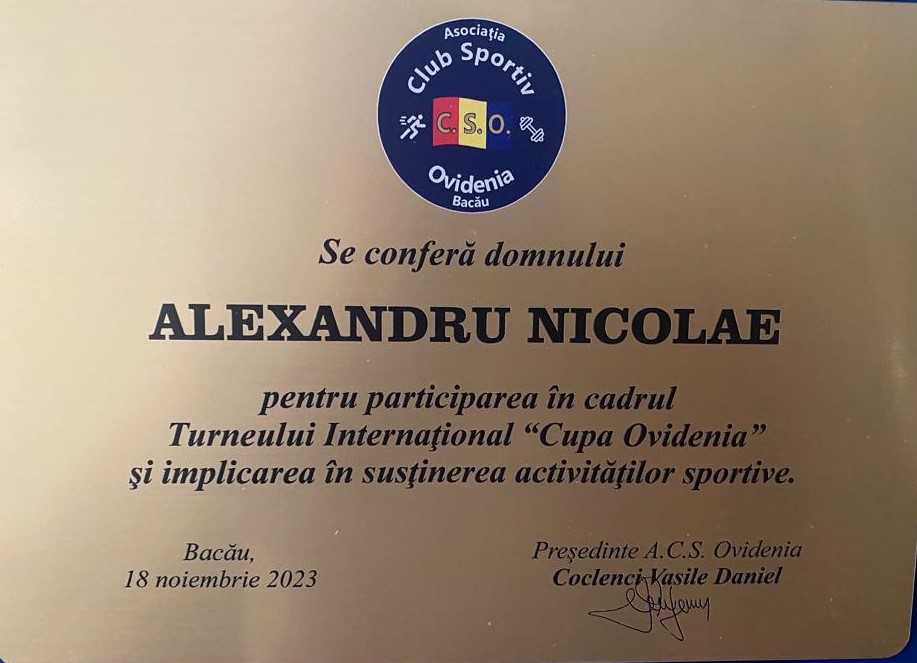 Asociația
Club Sportiv
C.S.O.
Ovidenia
Bacău
Se conferă domnului
ALEXANDRU NICOLAE
pentru participarea în cadrul
Turneului Internaţional “Cupa Ovidenia”
şi implicarea în susţinerea activităţilor sportive.
Bacău,
18 noiembrie 2023
Preşedinte A.C.S. Ovidenia
Coclenci Vasile Daniel